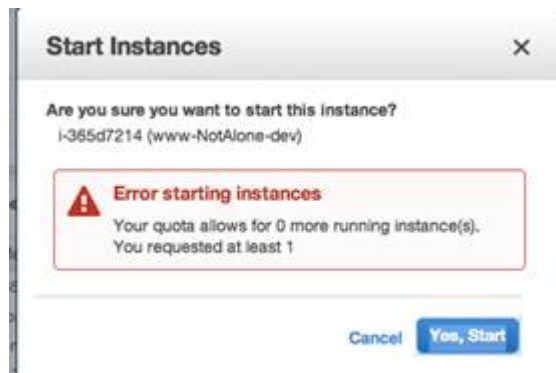 Start Instances
Are you sure you want to start this instance?
i-365d7214 (www-NotAlone-dev)
Error starting instances
Your quota allows for 0 more running instance(s).
You requested at least 1
Cancel Yes, Start